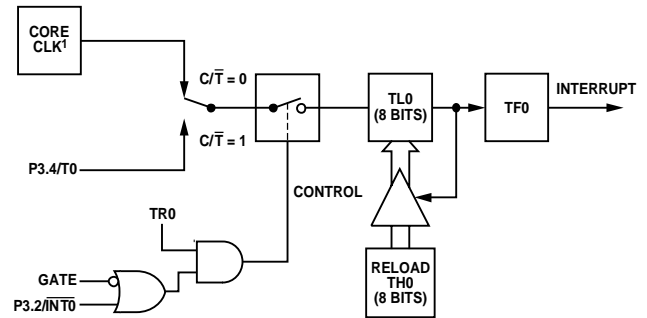 CORE
CLK¹
C/T̅ = 0
C/T̅ = 1
P3.4/T0
TL0
(8 BITS)
TF0
INTERRUPT
CONTROL
TR0
GATE
P3.2/I̅N̅T̅0̅
RELOAD
TH0
(8 BITS)